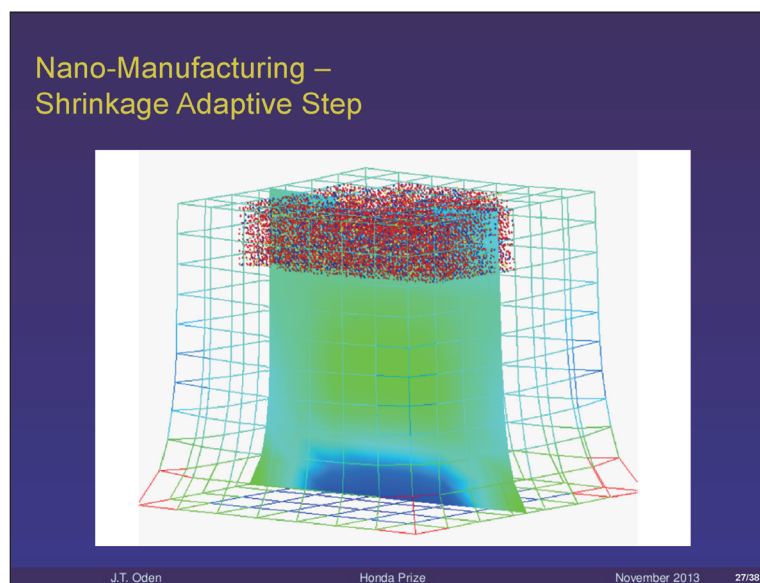 Nano-Manufacturing –
Shrinkage Adaptive Step
J.T. Oden
Honda Prize
November 2013
27/38